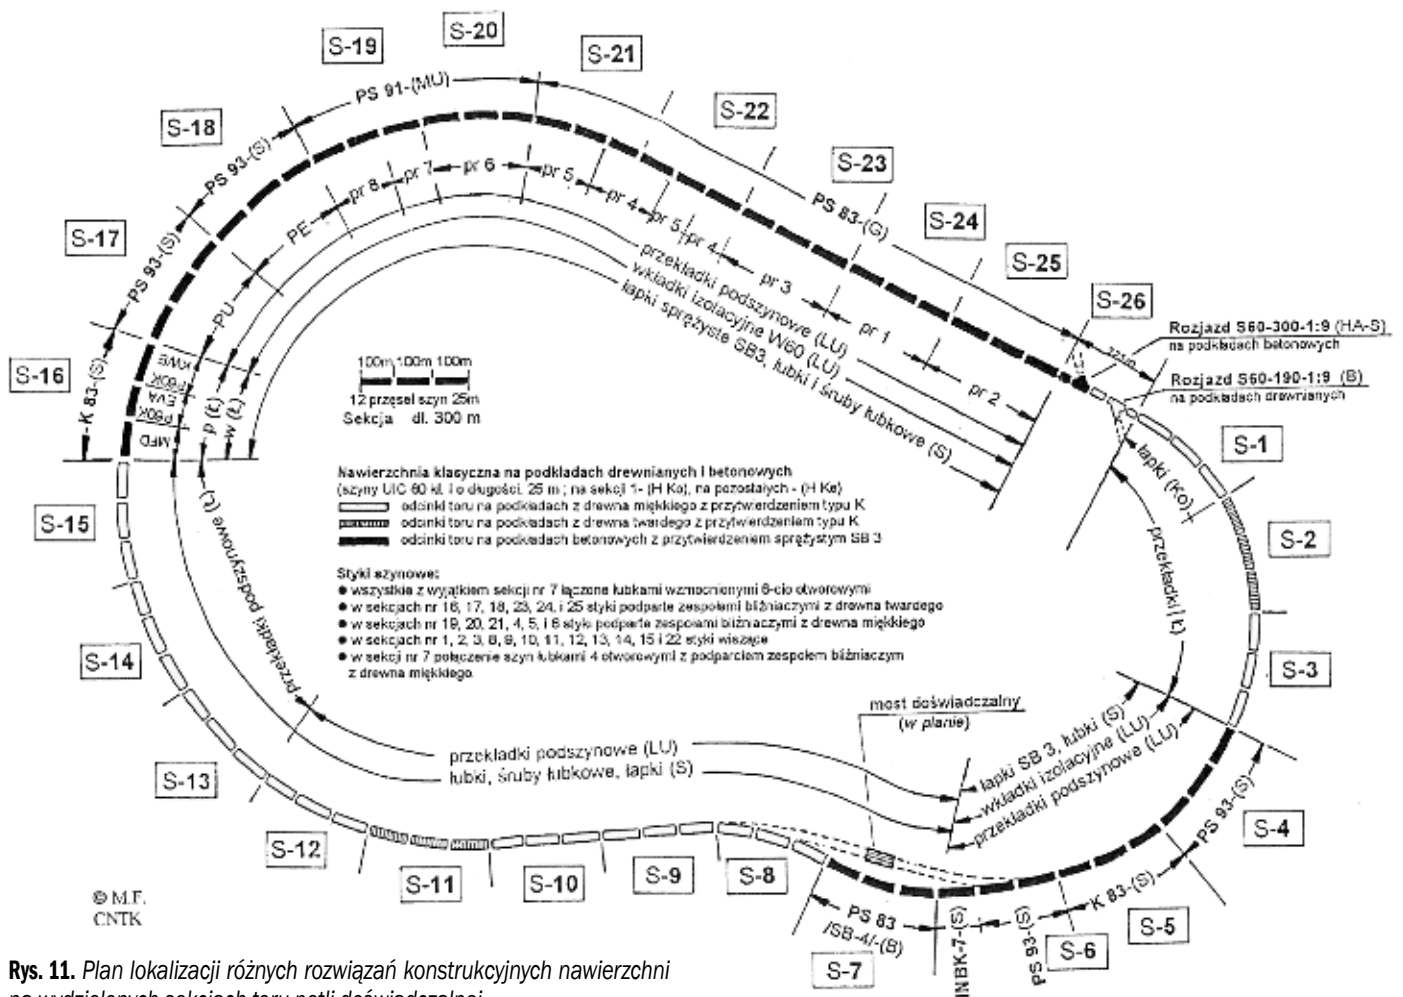 S-19
S-20
S-21
S-18
S-22
PS 91-(MU)
PS 93-(S)
S-23
PS 83-(G)
S-24
S-17
PS 93-(S)
S-25
S-26
pr 8
pr 7
pr 6
pr 5
pr 4
pr 5
pr 4
pr 3
pr 1
pr 2
PE
PU
przekładki podszynowe (LU)
wkładki izolacyjne W60 (LU)
łapki sprężyste SB3, łubki i śruby łubkowe (S)
Rozjazd S60-300-1:9 (HA-S)
na podkładach betonowych
Rozjazd S60-190-1:9 (B)
na podkładach drewnianych
S-16
K 83-(S)
KWE
P60K
EVA
P60K
MFD
p (Ł)
w (Ł)
100m 100m 100m
12 przęseł szyn 25m
Sekcja dł. 300 m
S-1
łapki (Ko)
Nawierzchnia klasyczna na podkładach drewnianych i betonowych
(szyny UIC 60 kl. I o długości. 25 m ; na sekcji 1- (H Ko), na pozostałych - (H Ke)
odcinki toru na podkładach z drewna miękkiego z przytwierdzeniem typu K
odcinki toru na podkładach z drewna twardego z przytwierdzeniem typu K
odcinki toru na podkładach betonowych z przytwierdzeniem sprężystym SB 3
S-15
S-2
przekładki (Ł)
przekładki podszynowe (Ł)
Styki szynowe:
● wszystkie z wyjątkiem sekcji nr 7 łączone łubkami wzmocnionymi 6-cio otworowymi
● w sekcjach nr 16, 17, 18, 23, 24, i 25 styki podparte zespołami bliźniaczymi z drewna twardego
● w sekcjach nr 19, 20, 21, 4, 5, i 6 styki podparte zespołami bliźniaczymi z drewna miękkiego
● w sekcjach nr 1, 2, 3, 8, 9, 10, 11, 12, 13, 14, 15 i 22 styki wiszące
● w sekcji nr 7 połączenie szyn łubkami 4 otworowymi z podparciem zespołem bliźniaczym
z drewna miękkiego.
S-14
S-3
most doświadczalny
(w planie)
łapki SB 3, łubki (S)
wkładki izolacyjne (LU)
przekładki podszynowe (LU)
przekładki podszynowe (LU)
łubki, śruby łubkowe, łapki (S)
S-13
PS 93-(S)
S-4
S-12
S-11
S-10
S-9
S-8
K 83-(S)
S-5
PS 83
/SB-4/-(B)
INBK-7-(S)
PS 93-(S)
S-6
S-7
© M.F.
CNTK
Rys. 11. Plan lokalizacji różnych rozwiązań konstrukcyjnych nawierzchni
na wydzielonych sekcjach toru pętli doświadczalnej